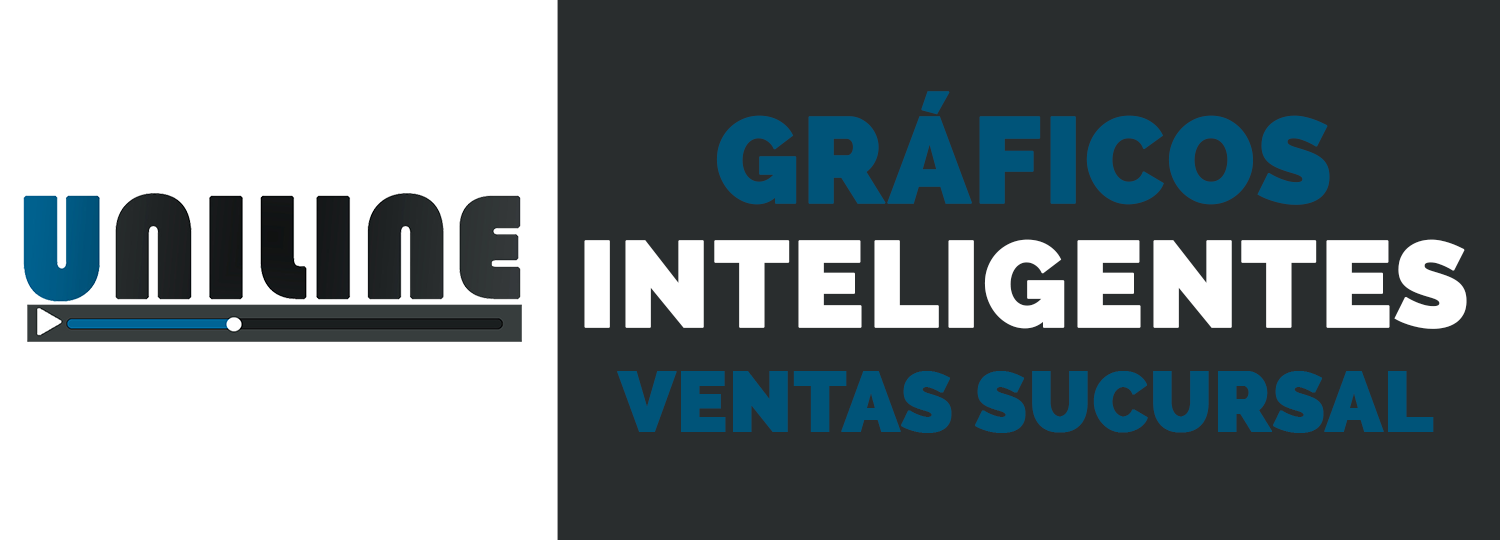 UNILINE
GRÁFICOS
INTELIGENTES
VENTAS SUCURSAL